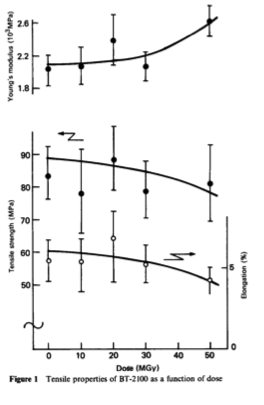 Young's modulus (10³MPa)
2.6
2.2
1.8
Tensile strength (MPa)
90
80
70
60
50
5
0
Elongation (%)
0 10 20 30 40 50
Dose (MGy)
Figure 1 Tensile properties of BT-2100 as a function of dose